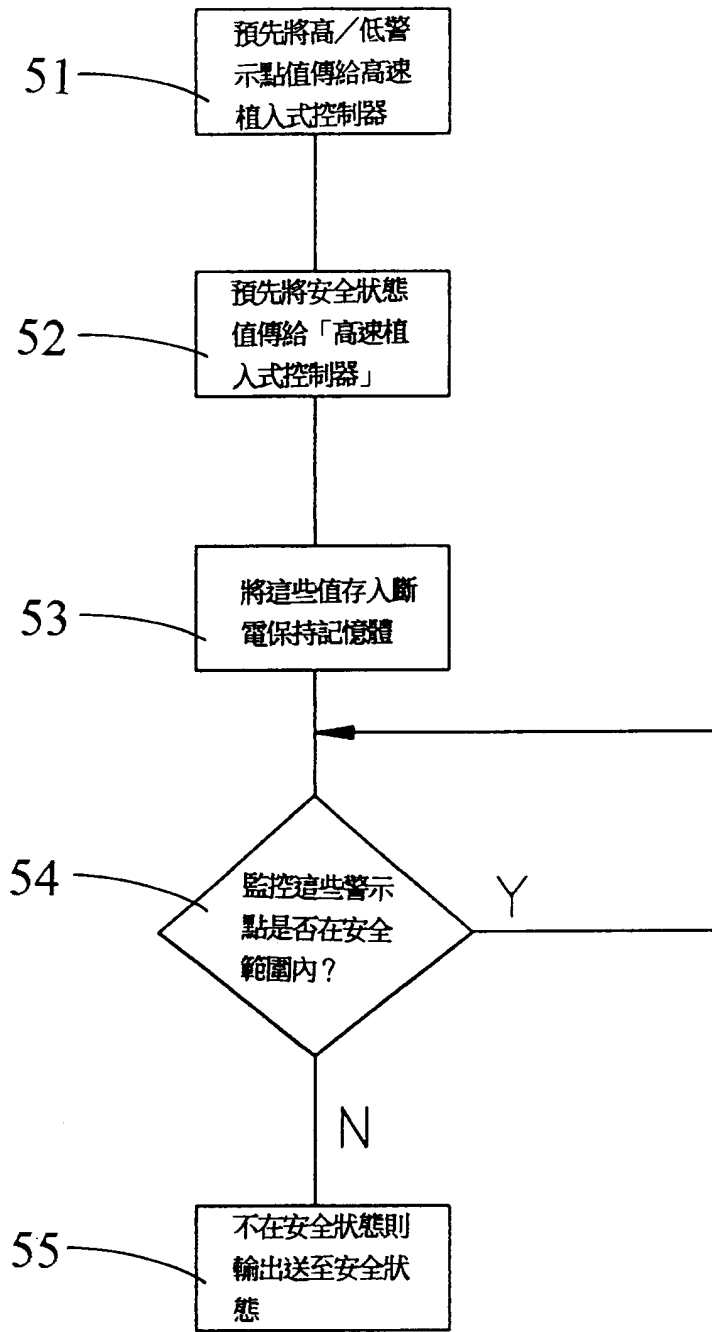 51
預先將高／低警
示點值傳給高速
植入式控制器
52
預先將安全狀態
值傳給「高速植
入式控制器」
53
將這些值存入斷
電保持記憶體
54
監控這些警示
點是否在安全
範圍內？
Y
N
55
不在安全狀態則
輸出送至安全狀
態